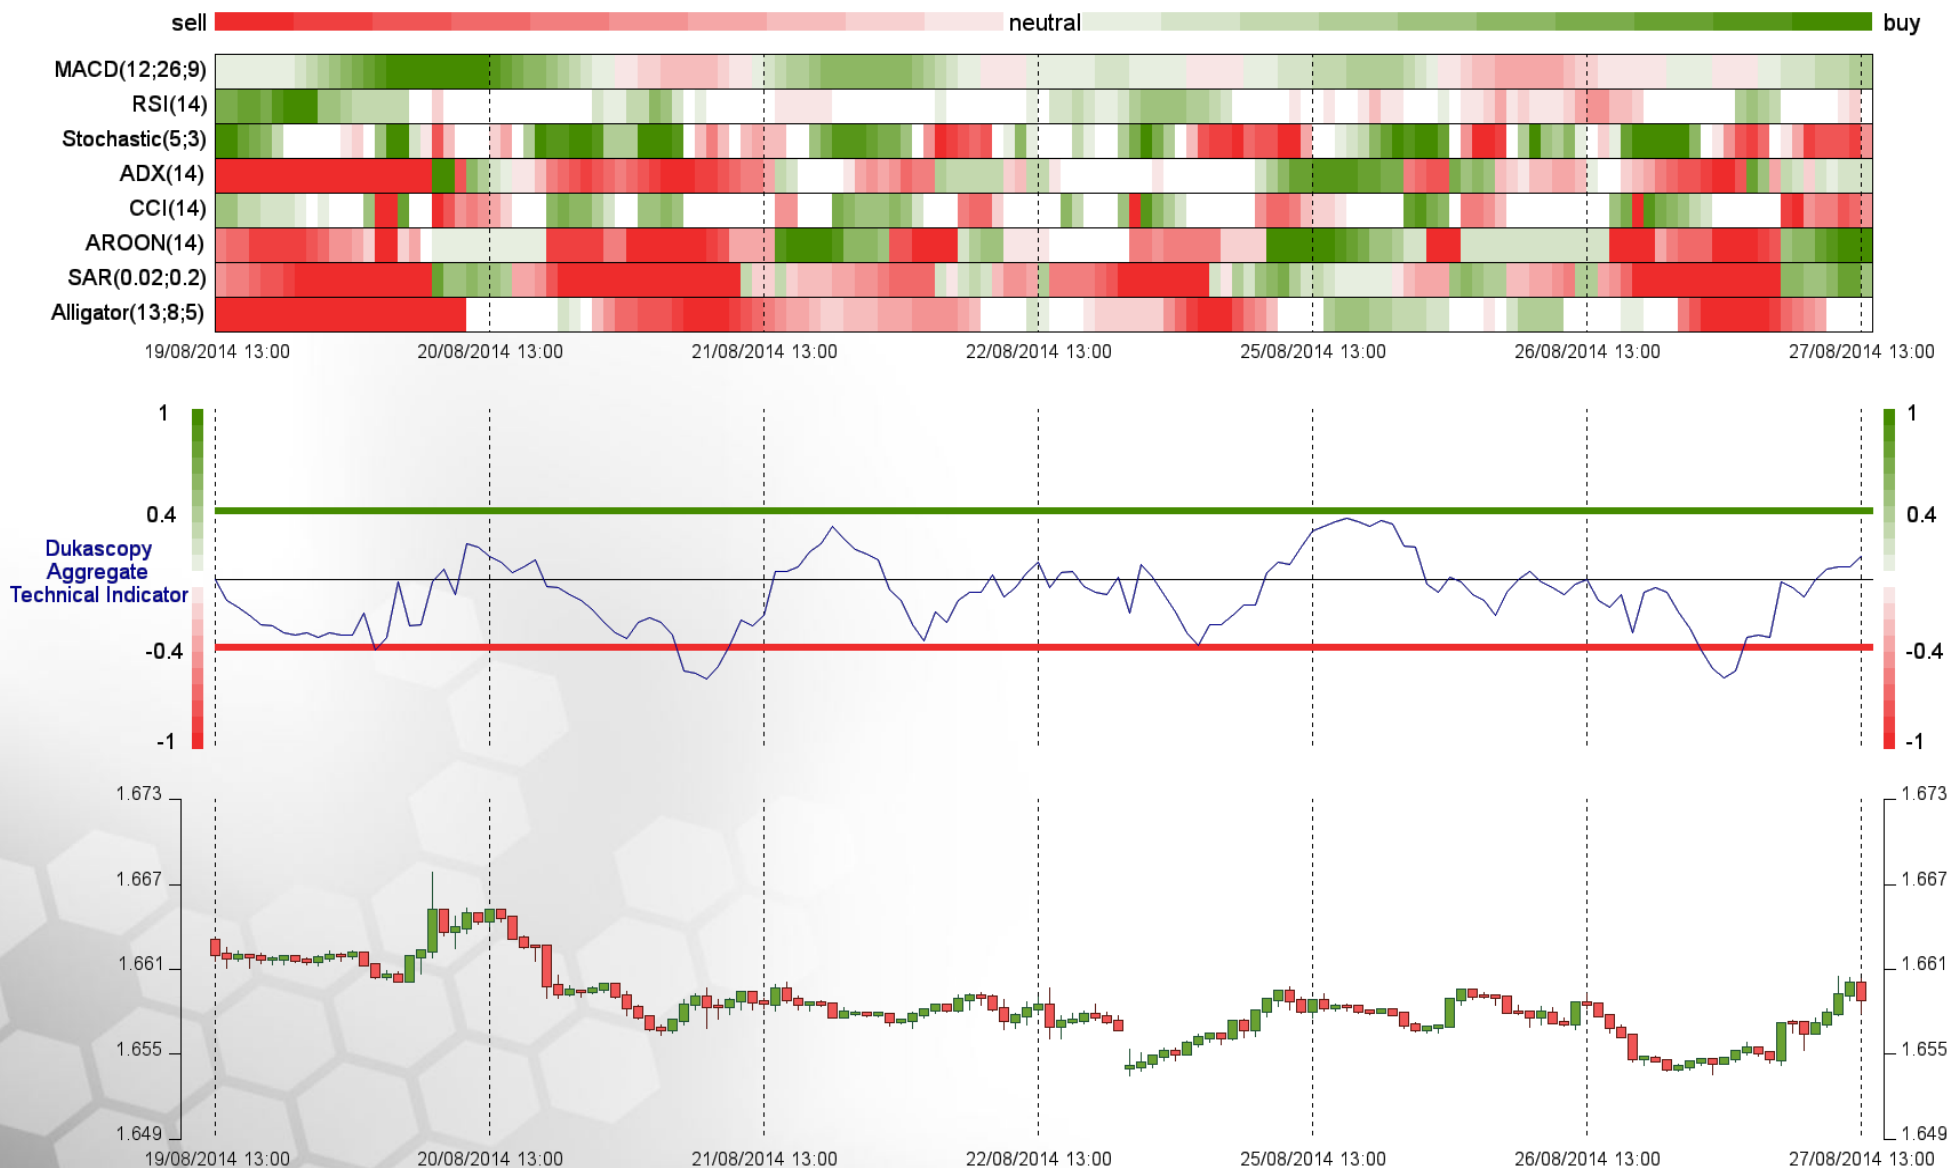 sell neutral buy
MACD(12;26;9)
RSI(14)
Stochastic(5;3)
ADX(14)
CCI(14)
AROON(14)
SAR(0.02;0.2)
Alligator(13;8;5)
19/08/2014 13:00 20/08/2014 13:00 21/08/2014 13:00 22/08/2014 13:00 25/08/2014 13:00 26/08/2014 13:00 27/08/2014 13:00
1 1
0.4 0.4
Dukascopy
Aggregate
Technical Indicator
-0.4 -0.4
-1 -1
1.673 1.673
1.667 1.667
1.661 1.661
1.655 1.655
1.649 1.649
19/08/2014 13:00 20/08/2014 13:00 21/08/2014 13:00 22/08/2014 13:00 25/08/2014 13:00 26/08/2014 13:00 27/08/2014 13:00